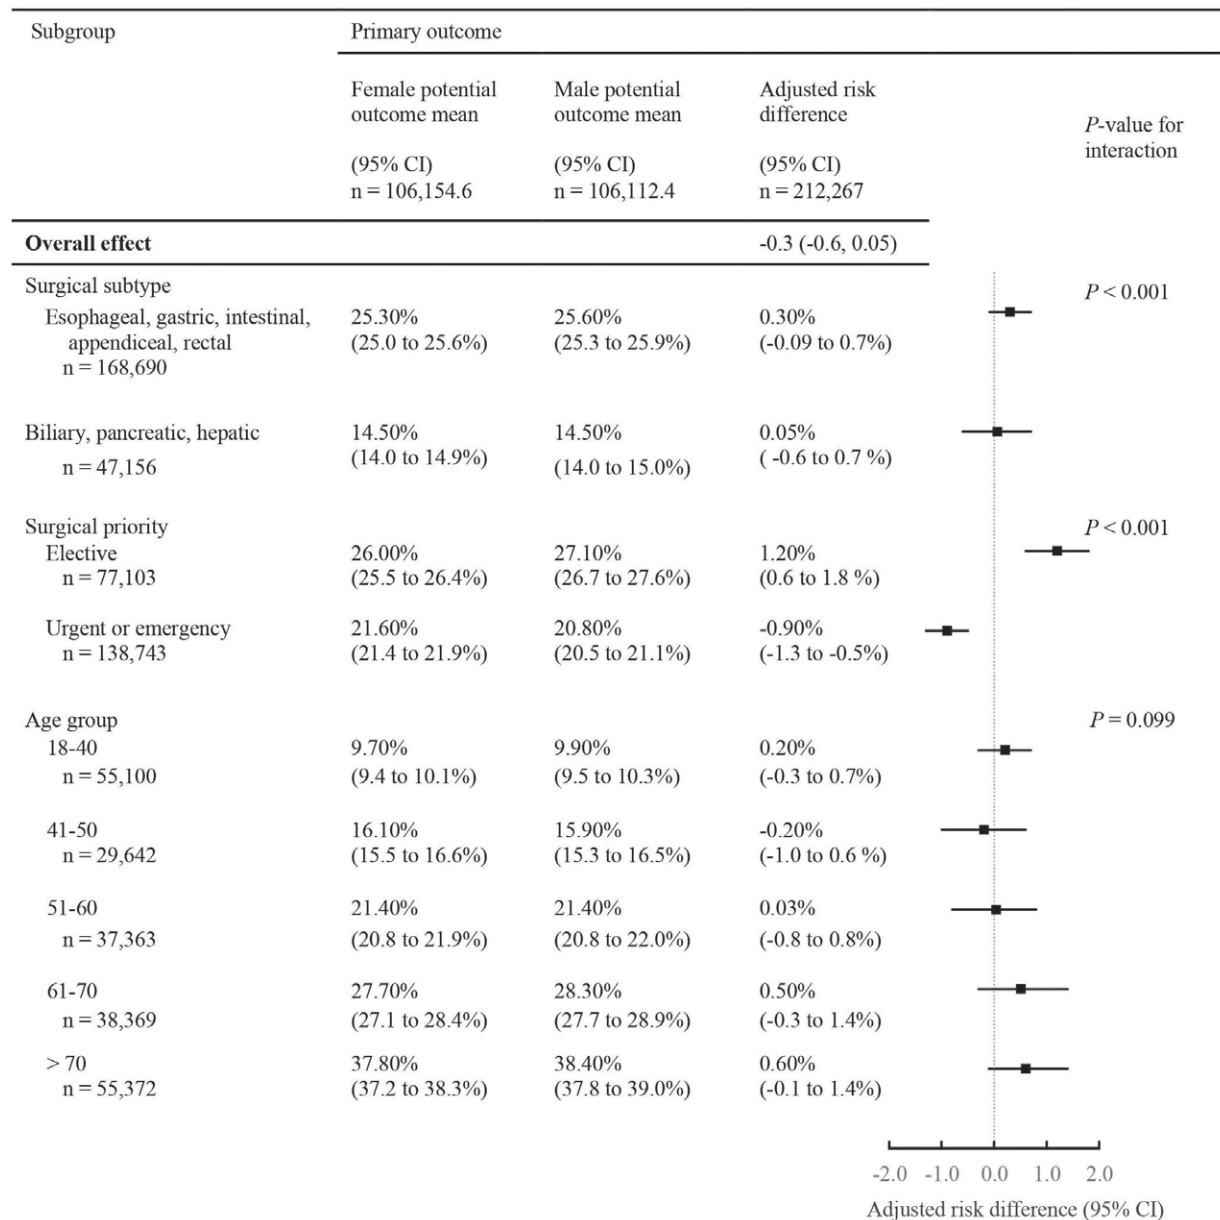 Subgroup Primary outcome
Female potential outcome mean Male potential outcome mean Adjusted risk difference
P-value for interaction
(95% CI) (95% CI) (95% CI)
n = 106,154.6 n = 106,112.4 n = 212,267
Overall effect -0.3 (-0.6, 0.05)
Surgical subtype P < 0.001
Esophageal, gastric, intestinal, 25.30% 25.60% 0.30%
appendiceal, rectal (25.0 to 25.6%) (25.3 to 25.9%) (-0.09 to 0.7%)
n = 168,690
Biliary, pancreatic, hepatic 14.50% 14.50% 0.05%
n = 47,156 (14.0 to 14.9%) (14.0 to 15.0%) ( -0.6 to 0.7 %)
Surgical priority P < 0.001
Elective 26.00% 27.10% 1.20%
n = 77,103 (25.5 to 26.4%) (26.7 to 27.6%) (0.6 to 1.8 %)
Urgent or emergency 21.60% 20.80% -0.90%
n = 138,743 (21.4 to 21.9%) (20.5 to 21.1%) (-1.3 to -0.5%)
Age group P = 0.099
18-40 9.70% 9.90% 0.20%
n = 55,100 (9.4 to 10.1%) (9.5 to 10.3%) (-0.3 to 0.7%)
41-50 16.10% 15.90% -0.20%
n = 29,642 (15.5 to 16.6%) (15.3 to 16.5%) (-1.0 to 0.6 %)
51-60 21.40% 21.40% 0.03%
n = 37,363 (20.8 to 21.9%) (20.8 to 22.0%) (-0.8 to 0.8%)
61-70 27.70% 28.30% 0.50%
n = 38,369 (27.1 to 28.4%) (27.7 to 28.9%) (-0.3 to 1.4%)
> 70 37.80% 38.40% 0.60%
n = 55,372 (37.2 to 38.3%) (37.8 to 39.0%) (-0.1 to 1.4%)
-2.0 -1.0 0.0 1.0 2.0
Adjusted risk difference (95% CI)